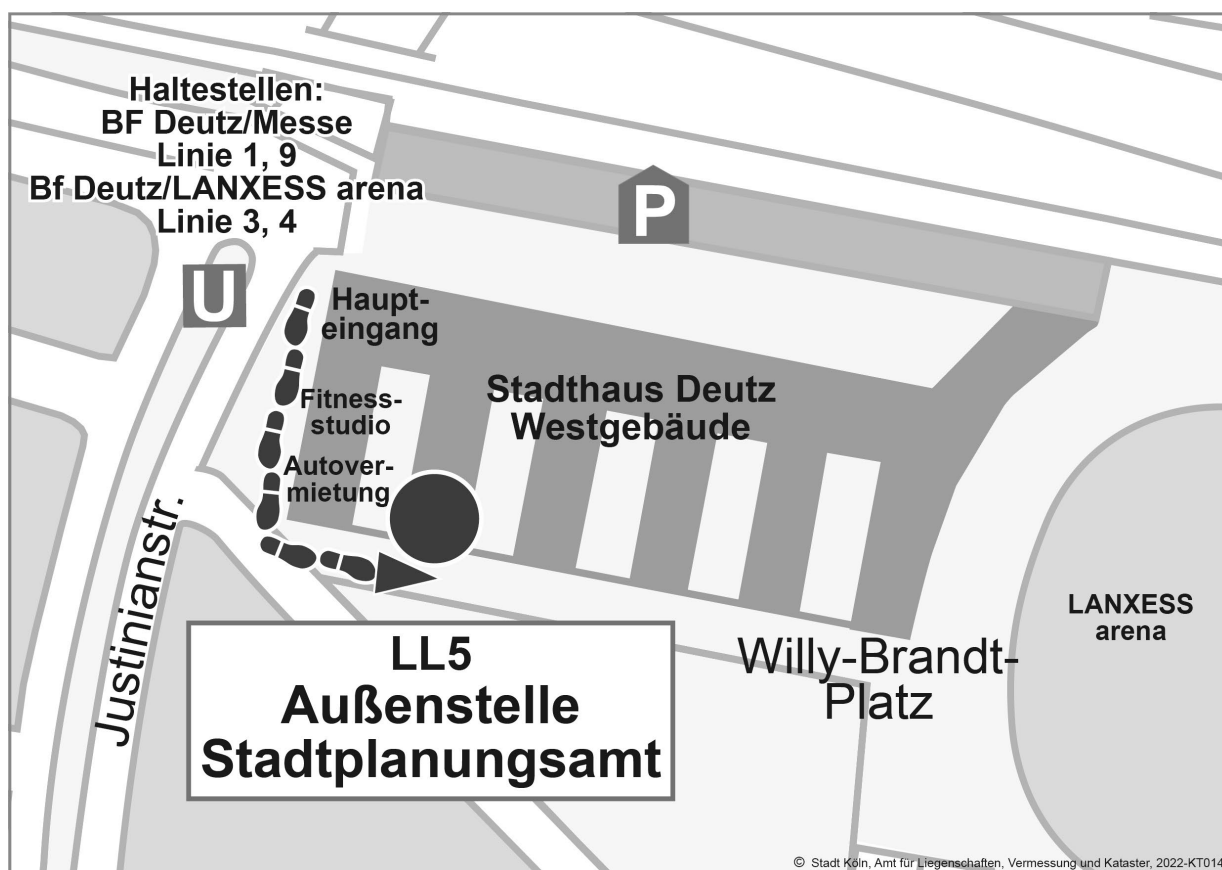 Haltestellen:
BF Deutz/Messe
Linie 1, 9
Bf Deutz/LANXESS arena
Linie 3, 4
P
U
Haupt-
eingang
Fitness-
studio
Autover-
mietung
Stadthaus Deutz
Westgebäude
Justinianstr.
LANXESS
arena
Willy-Brandt-
Platz
LL5
Außenstelle
Stadtplanungsamt
© Stadt Köln, Amt für Liegenschaften, Vermessung und Kataster, 2022-KT014